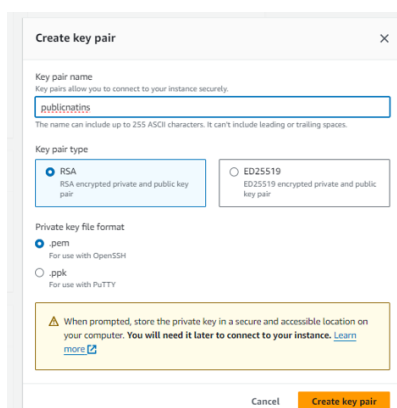 Create key pair
Key pair name
Key pairs allow you to connect to your instance securely.
publicnatins
The name can include up to 255 ASCII characters. It can't include leading or trailing spaces.
Key pair type
RSA
RSA encrypted private and public key
pair
ED25519
ED25519 encrypted private and public
key pair
Private key file format
.pem
For use with OpenSSH
.ppk
For use with PuTTY
When prompted, store the private key in a secure and accessible location on
your computer. You will need it later to connect to your instance. Learn
more
Cancel
Create key pair